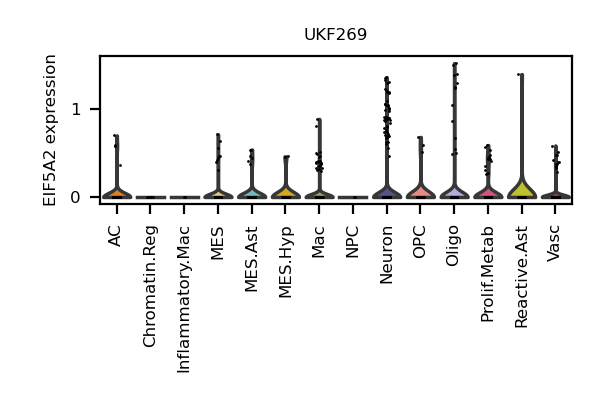 UKF269
EIF5A2 expression
1
0
AC
Chromatin.Reg
Inflammatory.Mac
MES
MES.Ast
MES.Hyp
Mac
NPC
Neuron
OPC
Oligo
Prolif.Metab
Reactive.Ast
Vasc